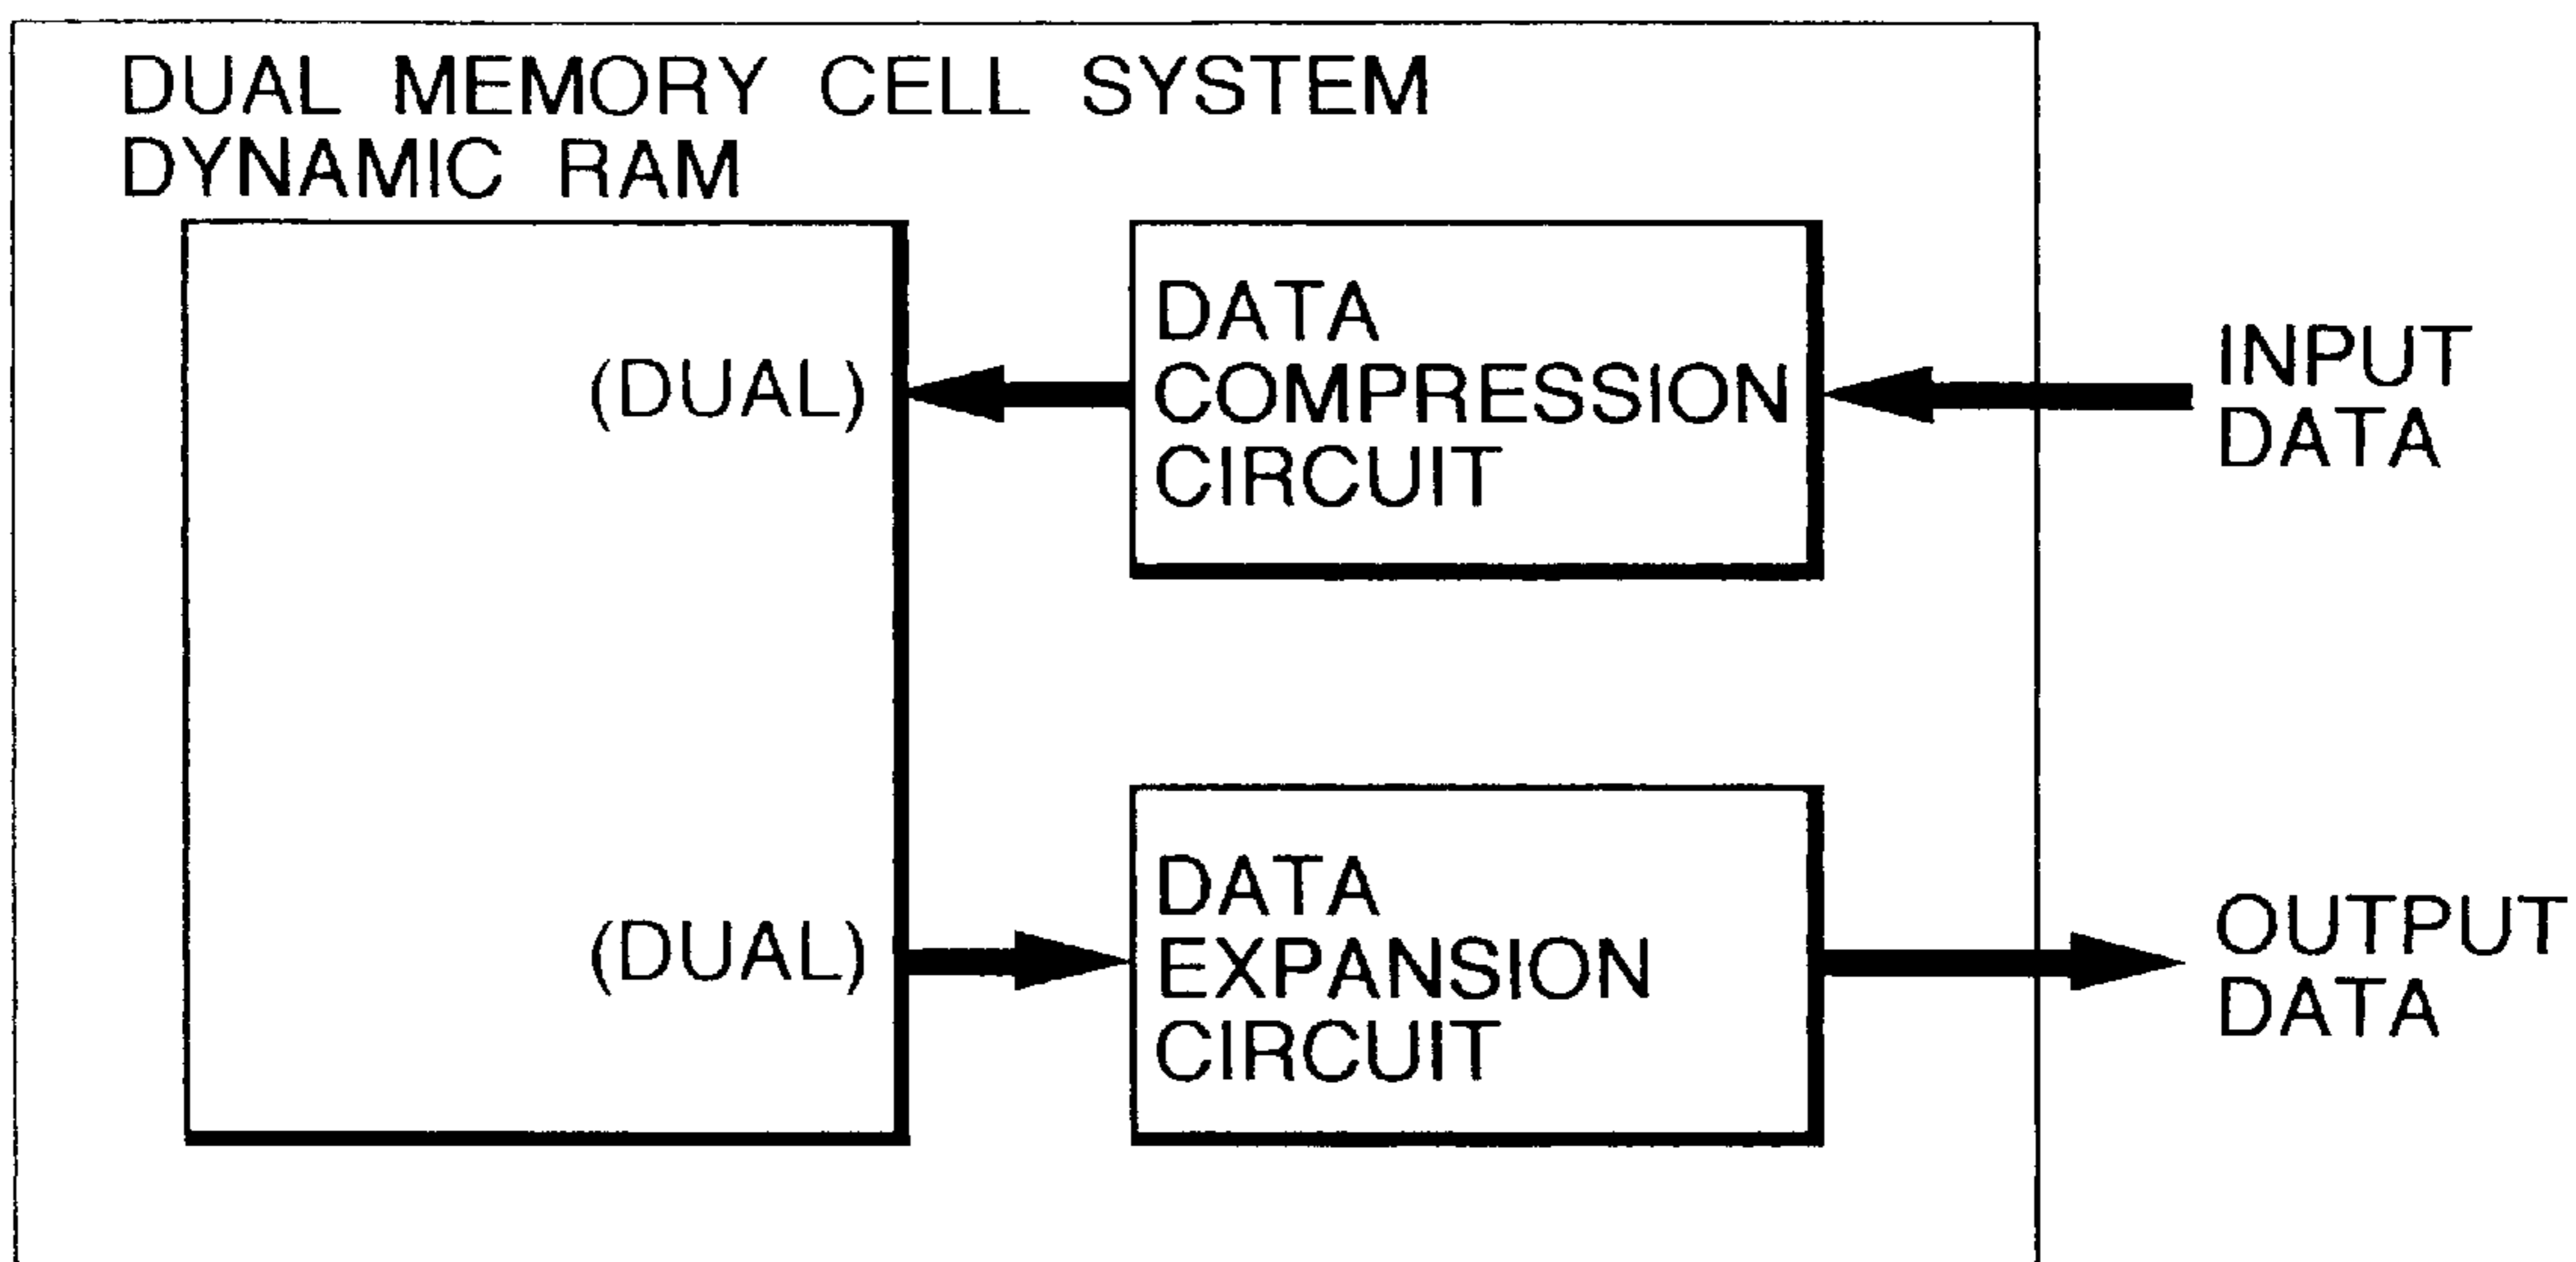 DUAL MEMORY CELL SYSTEM
DYNAMIC RAM
(DUAL)
DATA
COMPRESSION
CIRCUIT
INPUT
DATA
(DUAL)
DATA
EXPANSION
CIRCUIT
OUTPUT
DATA